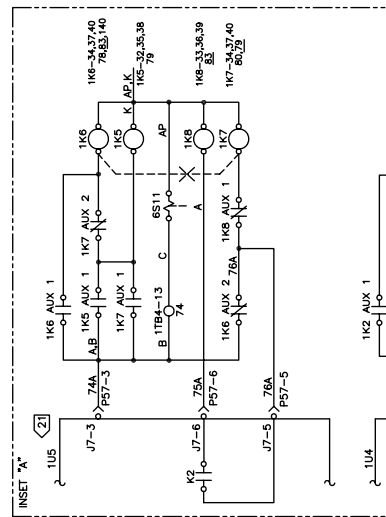 INSET "A"
21
1U5
J7-3
74A
P57-3
A,B
1K6 AUX 1
1K5 AUX 1
1K7 AUX 2
1K6
1K6-34,37,40
78,83,140
1K7 AUX 1
1K5
1K5-32,35,38
79
K
AP,K
B
1TB4-13
74
C
6S11
A
AP
K2
J7-6
75A
P57-6
1K8
1K8-33,36,39
83
J7-5
76A
P57-5
1K6 AUX 2
76A
1K8 AUX 1
1K7
1K7-34,37,40
80,79
1U4
1K2 AUX 1